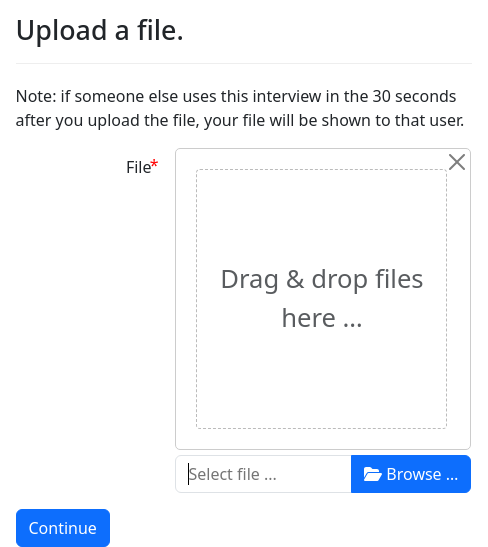 Upload a file.
Note: if someone else uses this interview in the 30 seconds
after you upload the file, your file will be shown to that user.
File*
Drag & drop files
here ...
Select file ...
Browse ...
Continue